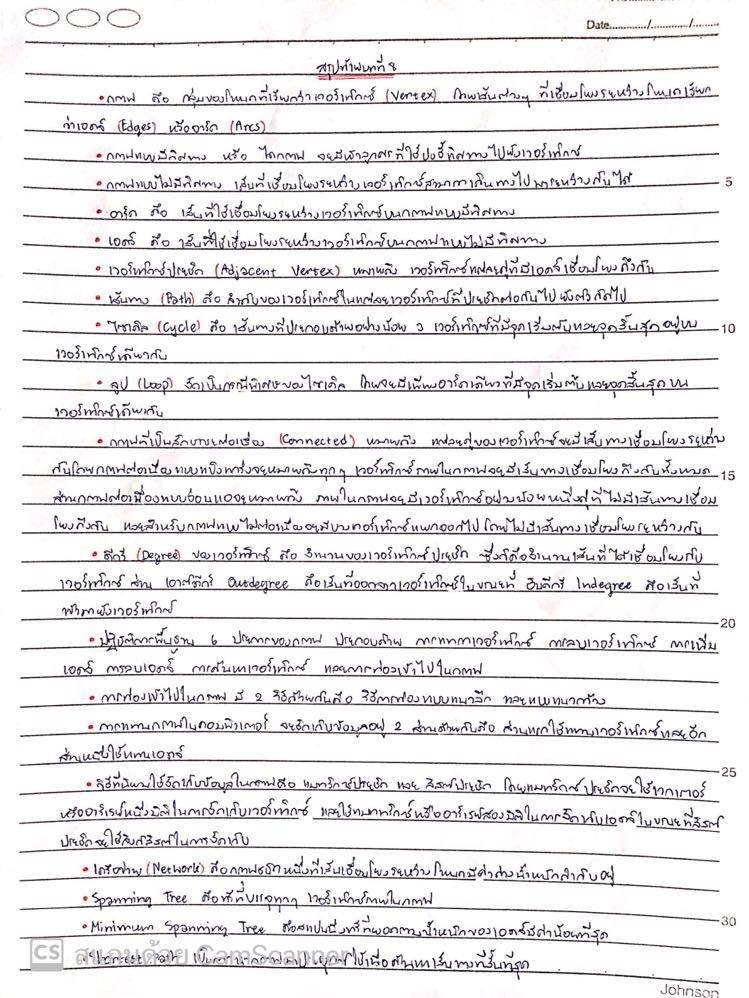 Date............/............/.........
สรุปท้ายบทที่ 8
• กราฟ คือ กลุ่มของโหนดที่เรียกว่าเวอร์เท็กซ์ (Vertex) โดยเส้นต่างๆ ที่เชื่อมโยงระหว่างโหนดเรียก
ว่าเอดจ์ (Edges) หรืออาร์ค (Arcs)
• กราฟแบบมีทิศทาง หรือ ไดกราฟ จะมีหัวลูกศรที่ใช้บ่งชี้ทิศทางไปยังเวอร์เท็กซ์
• กราฟแบบไม่มีทิศทาง เส้นที่เชื่อมโยงระหว่างเวอร์เท็กซ์สามารถเดินทางไปมาระหว่างกันได้
5
• อาร์ค คือ เส้นที่ใช้เชื่อมโยงระหว่างเวอร์เท็กซ์บนกราฟแบบมีทิศทาง
• เอดจ์ คือ เส้นที่ใช้เชื่อมโยงระหว่างเวอร์เท็กซ์บนกราฟแบบไม่มีทิศทาง
• เวอร์เท็กซ์ประชิด (Adjacent Vertex) หมายถึง เวอร์เท็กซ์แต่ละคู่ที่มีเอดจ์เชื่อมโยงถึงกัน
• เส้นทาง (Path) คือ ลำดับของเวอร์เท็กซ์ในแต่ละเวอร์เท็กซ์ที่ประชิดต่อกันไปยังตัวถัดไป
• ไซเคิล (Cycle) คือ เส้นทางที่ประกอบด้วยอย่างน้อย 3 เวอร์เท็กซ์ที่มีจุดเริ่มต้นและจุดสิ้นสุดอยู่บน
10
เวอร์เท็กซ์เดียวกัน
• ลูป (Loop) จัดเป็นกรณีพิเศษของไซเคิล โดยจะมีเพียงอาร์คเดียวที่มีจุดเริ่มต้นและจุดสิ้นสุดบน
เวอร์เท็กซ์เดียวกัน
• กราฟที่เป็นลักษณะต่อเนื่อง (Connected) หมายถึง แต่ละคู่ของเวอร์เท็กซ์จะมีเส้นทางเชื่อมโยงระหว่าง
กันโดยกราฟต่อเนื่องแบบแข็งแกร่งจะหมายถึงทุกๆ เวอร์เท็กซ์ภายในกราฟจะมีเส้นทางเชื่อมโยงถึงกันทั้งหมด
15
ส่วนกราฟต่อเนื่องแบบอ่อนแอจะหมายถึง ภายในกราฟจะมีเวอร์เท็กซ์อย่างน้อยหนึ่งคู่ที่ไม่มีเส้นทางเชื่อม
โยงถึงกัน และสำหรับกราฟแบบไม่ต่อเนื่องจะมีบางเวอร์เท็กซ์แยกออกไป โดยไม่มีเส้นทางเชื่อมโยงระหว่างกัน
• ดีกรี (Degree) ของเวอร์เท็กซ์ คือ จำนวนของเวอร์เท็กซ์ประชิด ซึ่งก็คือจำนวนเส้นที่ได้เชื่อมโยงกับ
เวอร์เท็กซ์ ส่วน เอาต์ดีกรี Outdegree คือเส้นที่ออกจากเวอร์เท็กซ์ในขณะที่ อินดีกรี Indegree คือเส้นที่
เข้ามายังเวอร์เท็กซ์
20
• ปฏิบัติการพื้นฐาน 6 ประการของกราฟ ประกอบด้วย การแทรกเวอร์เท็กซ์ การลบเวอร์เท็กซ์ การเพิ่ม
เอดจ์ การลบเอดจ์ การค้นหาเวอร์เท็กซ์ และการท่องเข้าไปในกราฟ
• การท่องเข้าไปในกราฟ มี 2 วิธีด้วยกันคือ วิธีการท่องแบบแนวลึก และแบบแนวกว้าง
• การแทนกราฟในคอมพิวเตอร์ จะจัดเก็บข้อมูลอยู่ 2 ส่วนด้วยกันคือ ส่วนแรกใช้แทนเวอร์เท็กซ์และอีก
ส่วนหนึ่งใช้แทนเอดจ์
25
• วิธีที่นิยมใช้จัดเก็บข้อมูลในกราฟคือ แมทริกซ์ประชิด และ ลิสต์ประชิด โดยแมทริกซ์ประชิดจะใช้เวกเตอร์
หรืออาร์เรย์หนึ่งมิติในการจัดเก็บเวอร์เท็กซ์ และใช้แมทริกซ์หรืออาร์เรย์สองมิติในการจัดเก็บเอดจ์ในขณะที่ลิสต์
ประชิดจะใช้ลิงก์ลิสต์ในการจัดเก็บ
• เครือข่าย (Network) คือกราฟชนิดหนึ่งที่เส้นเชื่อมโยงระหว่างโหนดมีค่าถ่วงน้ำหนักกำกับอยู่
• Spanning Tree คือทรีที่บรรจุทุกๆ เวอร์เท็กซ์ภายในกราฟ
• Minimum Spanning Tree คือสแปนนิ่งทรีที่ผลรวมน้ำหนักของเอดจ์มีค่าน้อยที่สุด
30
• Shortest Path เป็นการนำกราฟมาประยุกต์ใช้เพื่อค้นหาเส้นทางที่สั้นที่สุด
CS สแกนด้วย CamScanner
Johnson